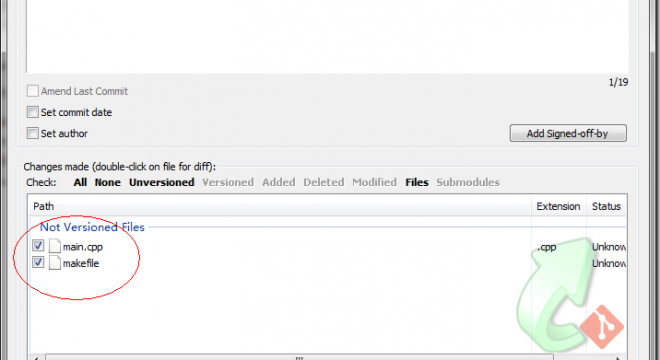 1/19
Amend Last Commit
Set commit date
Set author
Add Signed-off-by
Changes made (double-click on file for diff):
Check: All None Unversioned Versioned Added Deleted Modified Files Submodules
Path Extension Status
Not Versioned Files
main.cpp .cpp Unknow
makefile Unknow